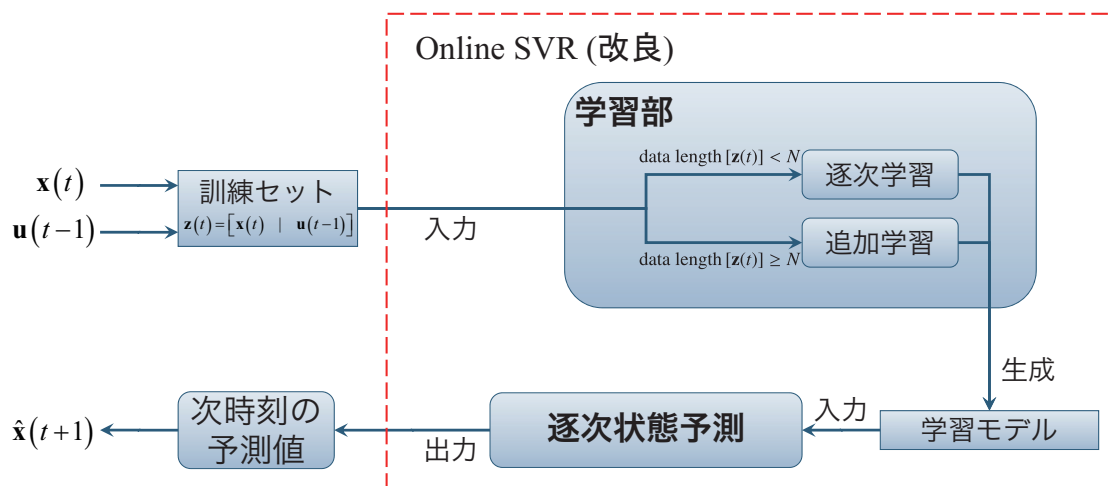 Online SVR (改良)
学習部
data length [z(t)] < N
逐次学習
x(t)
u(t−1)
訓練セット
z(t)=[x(t) | u(t−1)]
入力
追加学習
data length [z(t)] ≥ N
生成
学習モデル
入力
逐次状態予測
出力
次時刻の
予測値
x̂(t+1)